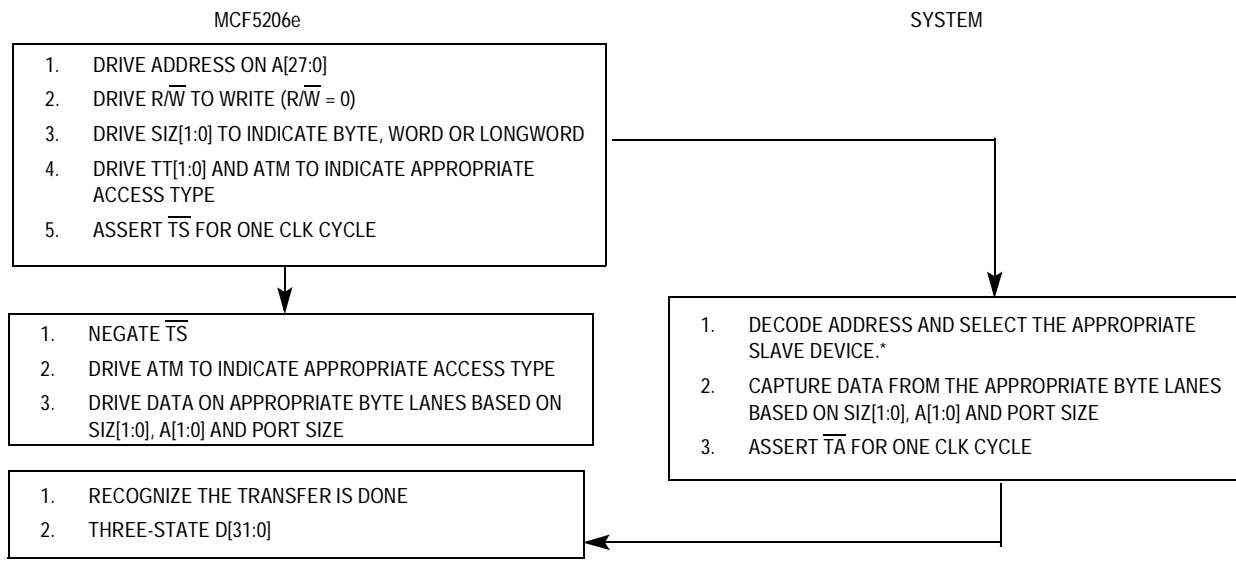 MCF5206e
SYSTEM
1. DRIVE ADDRESS ON A[27:0]
2. DRIVE R/W̅ TO WRITE (R/W̅ = 0)
3. DRIVE SIZ[1:0] TO INDICATE BYTE, WORD OR LONGWORD
4. DRIVE TT[1:0] AND ATM TO INDICATE APPROPRIATE
ACCESS TYPE
5. ASSERT T̅S̅ FOR ONE CLK CYCLE
1. NEGATE T̅S̅
2. DRIVE ATM TO INDICATE APPROPRIATE ACCESS TYPE
3. DRIVE DATA ON APPROPRIATE BYTE LANES BASED ON
SIZ[1:0], A[1:0] AND PORT SIZE
1. DECODE ADDRESS AND SELECT THE APPROPRIATE
SLAVE DEVICE.*
2. CAPTURE DATA FROM THE APPROPRIATE BYTE LANES
BASED ON SIZ[1:0], A[1:0] AND PORT SIZE
3. ASSERT T̅A̅ FOR ONE CLK CYCLE
1. RECOGNIZE THE TRANSFER IS DONE
2. THREE-STATE D[31:0]